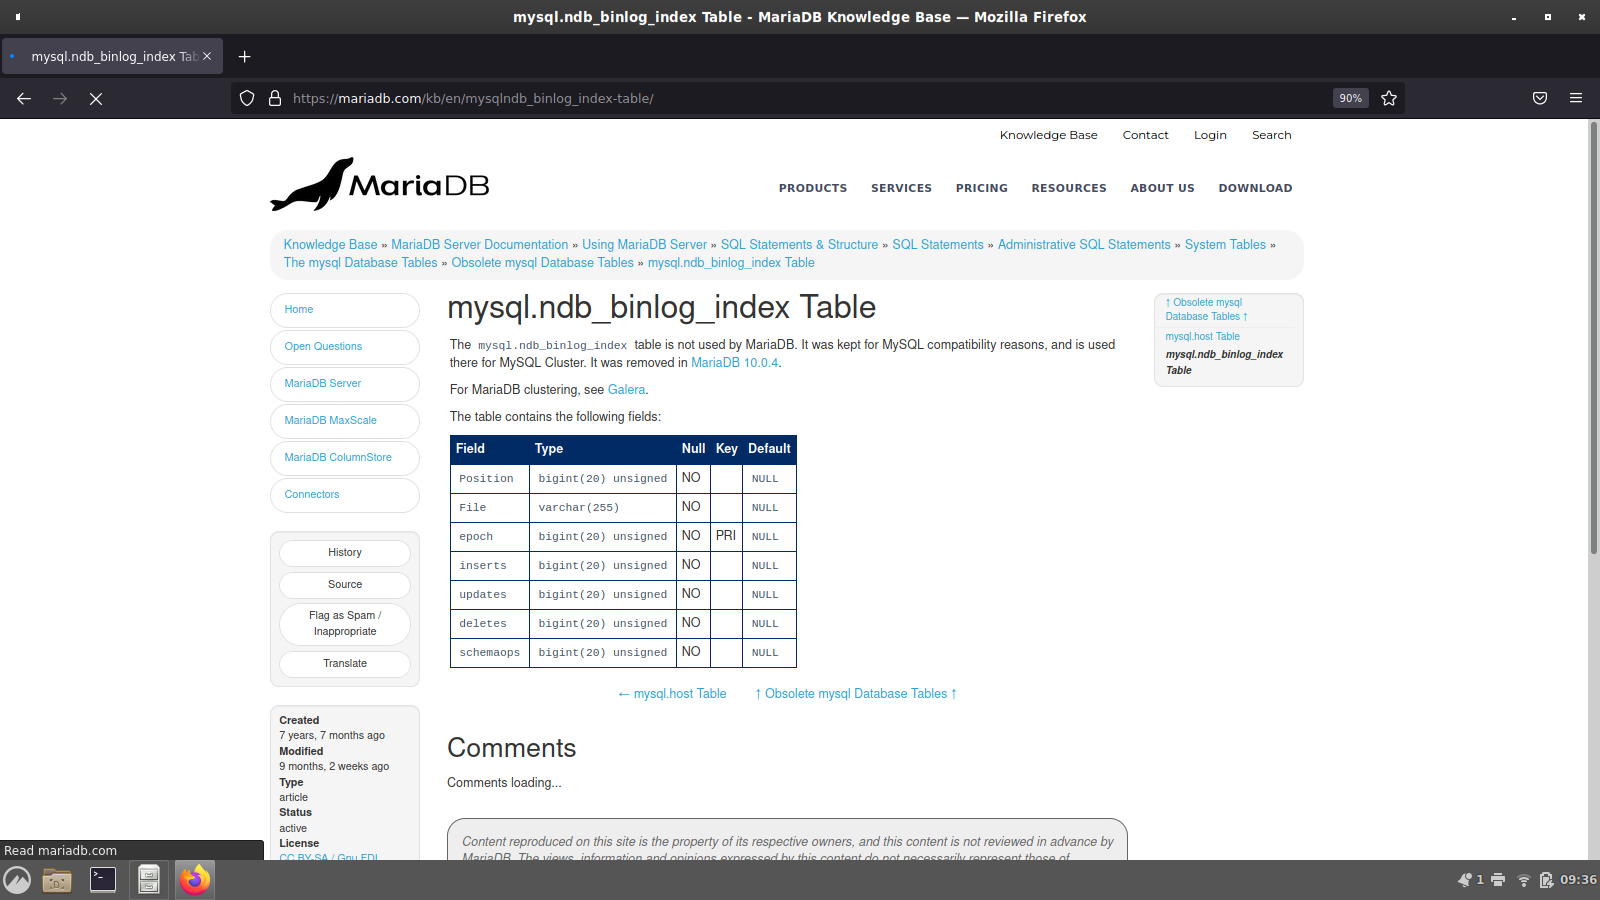 mysql.ndb_binlog_index Table - MariaDB Knowledge Base — Mozilla Firefox
mysql.ndb_binlog_index Tab
https://mariadb.com/kb/en/mysqlndb_binlog_index-table/
90%
Knowledge Base Contact Login Search
MariaDB
PRODUCTS SERVICES PRICING RESOURCES ABOUT US DOWNLOAD
Knowledge Base » MariaDB Server Documentation » Using MariaDB Server » SQL Statements & Structure » SQL Statements » Administrative SQL Statements » System Tables »
The mysql Database Tables » Obsolete mysql Database Tables » mysql.ndb_binlog_index Table
Home
Open Questions
MariaDB Server
MariaDB MaxScale
MariaDB ColumnStore
Connectors
History
Source
Flag as Spam /
Inappropriate
Translate
Created
7 years, 7 months ago
Modified
9 months, 2 weeks ago
Type
article
Status
active
License
CC BY-SA / Gnu FDL
mysql.ndb_binlog_index Table
The mysql.ndb_binlog_index table is not used by MariaDB. It was kept for MySQL compatibility reasons, and is used
there for MySQL Cluster. It was removed in MariaDB 10.0.4.
For MariaDB clustering, see Galera.
The table contains the following fields:
Field Type Null Key Default
Position bigint(20) unsigned NO NULL
File varchar(255) NO NULL
epoch bigint(20) unsigned NO PRI NULL
inserts bigint(20) unsigned NO NULL
updates bigint(20) unsigned NO NULL
deletes bigint(20) unsigned NO NULL
schemaops bigint(20) unsigned NO NULL
← mysql.host Table ↑ Obsolete mysql Database Tables ↑
Comments
Comments loading...
Content reproduced on this site is the property of its respective owners, and this content is not reviewed in advance by
MariaDB. The views, information and opinions expressed by this content do not necessarily represent those of
↑ Obsolete mysql
Database Tables ↑
mysql.host Table
mysql.ndb_binlog_index
Table
Read mariadb.com
1
09:36